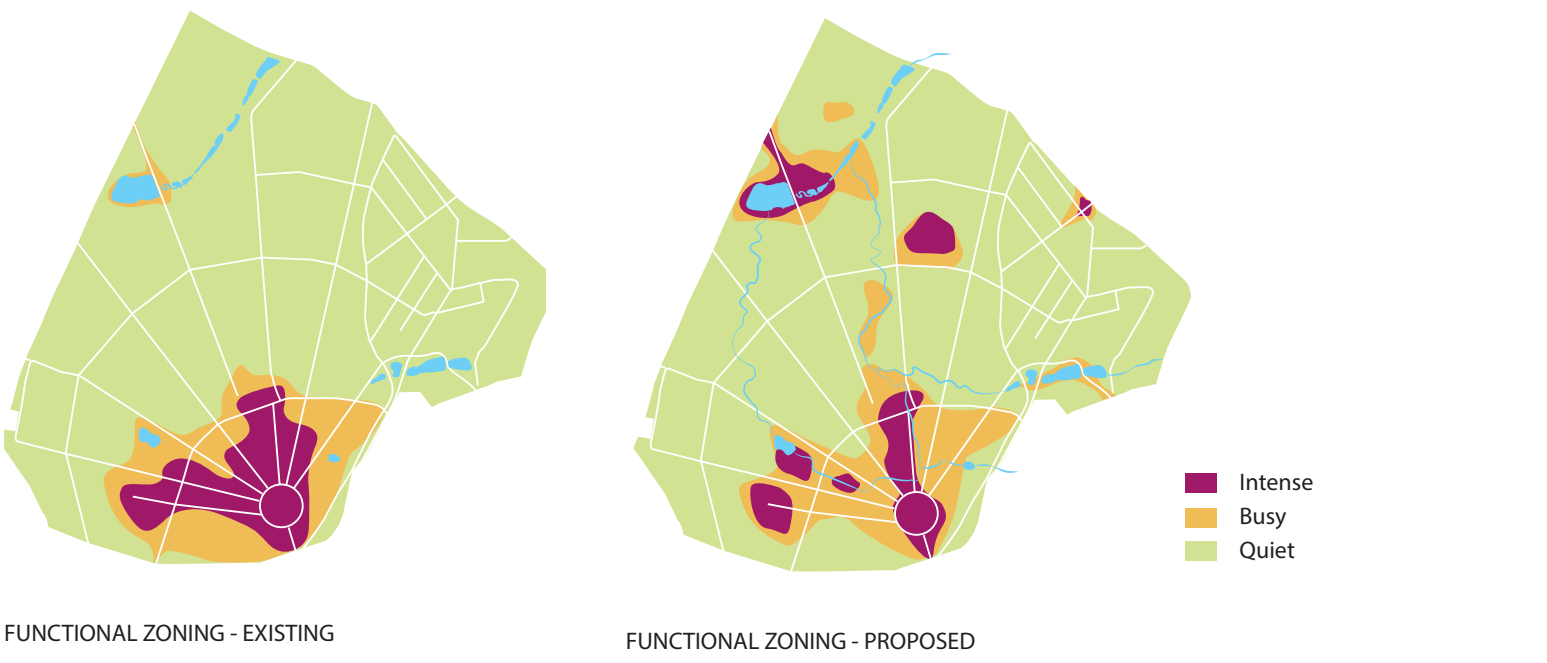 Intense
Busy
Quiet
FUNCTIONAL ZONING - EXISTING
FUNCTIONAL ZONING - PROPOSED